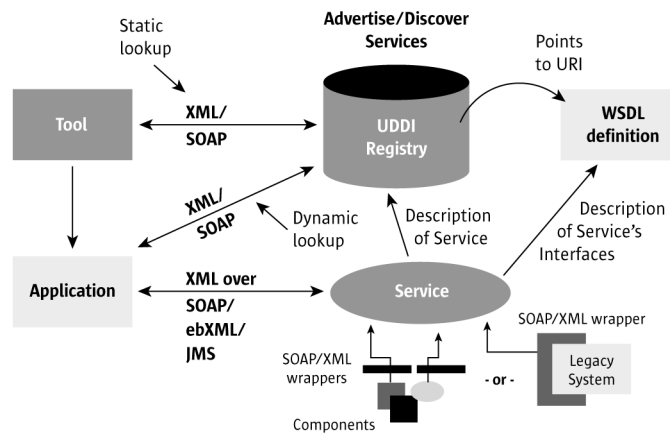 Static
lookup
Advertise/Discover
Services
Points
to URI
Tool
XML/
SOAP
UDDI
Registry
WSDL
definition
XML/
SOAP
Dynamic
lookup
Description
of Service
Description
of Service's
Interfaces
Application
XML over
SOAP/
ebXML/
JMS
Service
SOAP/XML wrapper
SOAP/XML
wrappers
- or -
Legacy
System
Components